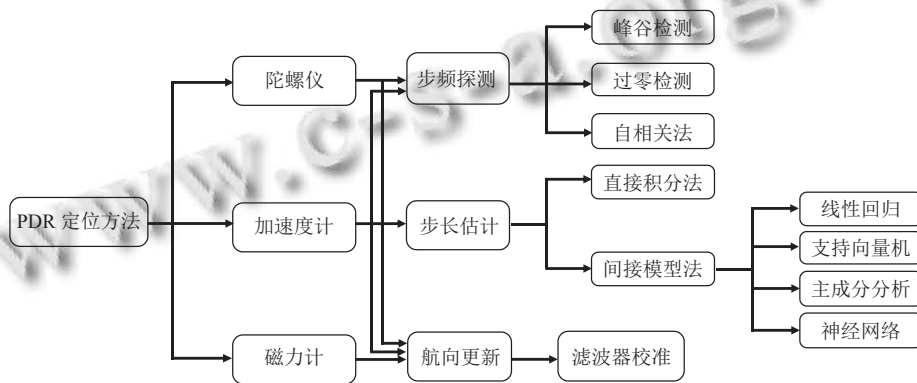 峰谷检测
陀螺仪
步频探测
过零检测
自相关法
直接积分法
PDR 定位方法
加速度计
步长估计
线性回归
支持向量机
间接模型法
主成分分析
神经网络
磁力计
航向更新
滤波器校准
www.c-s-a.org